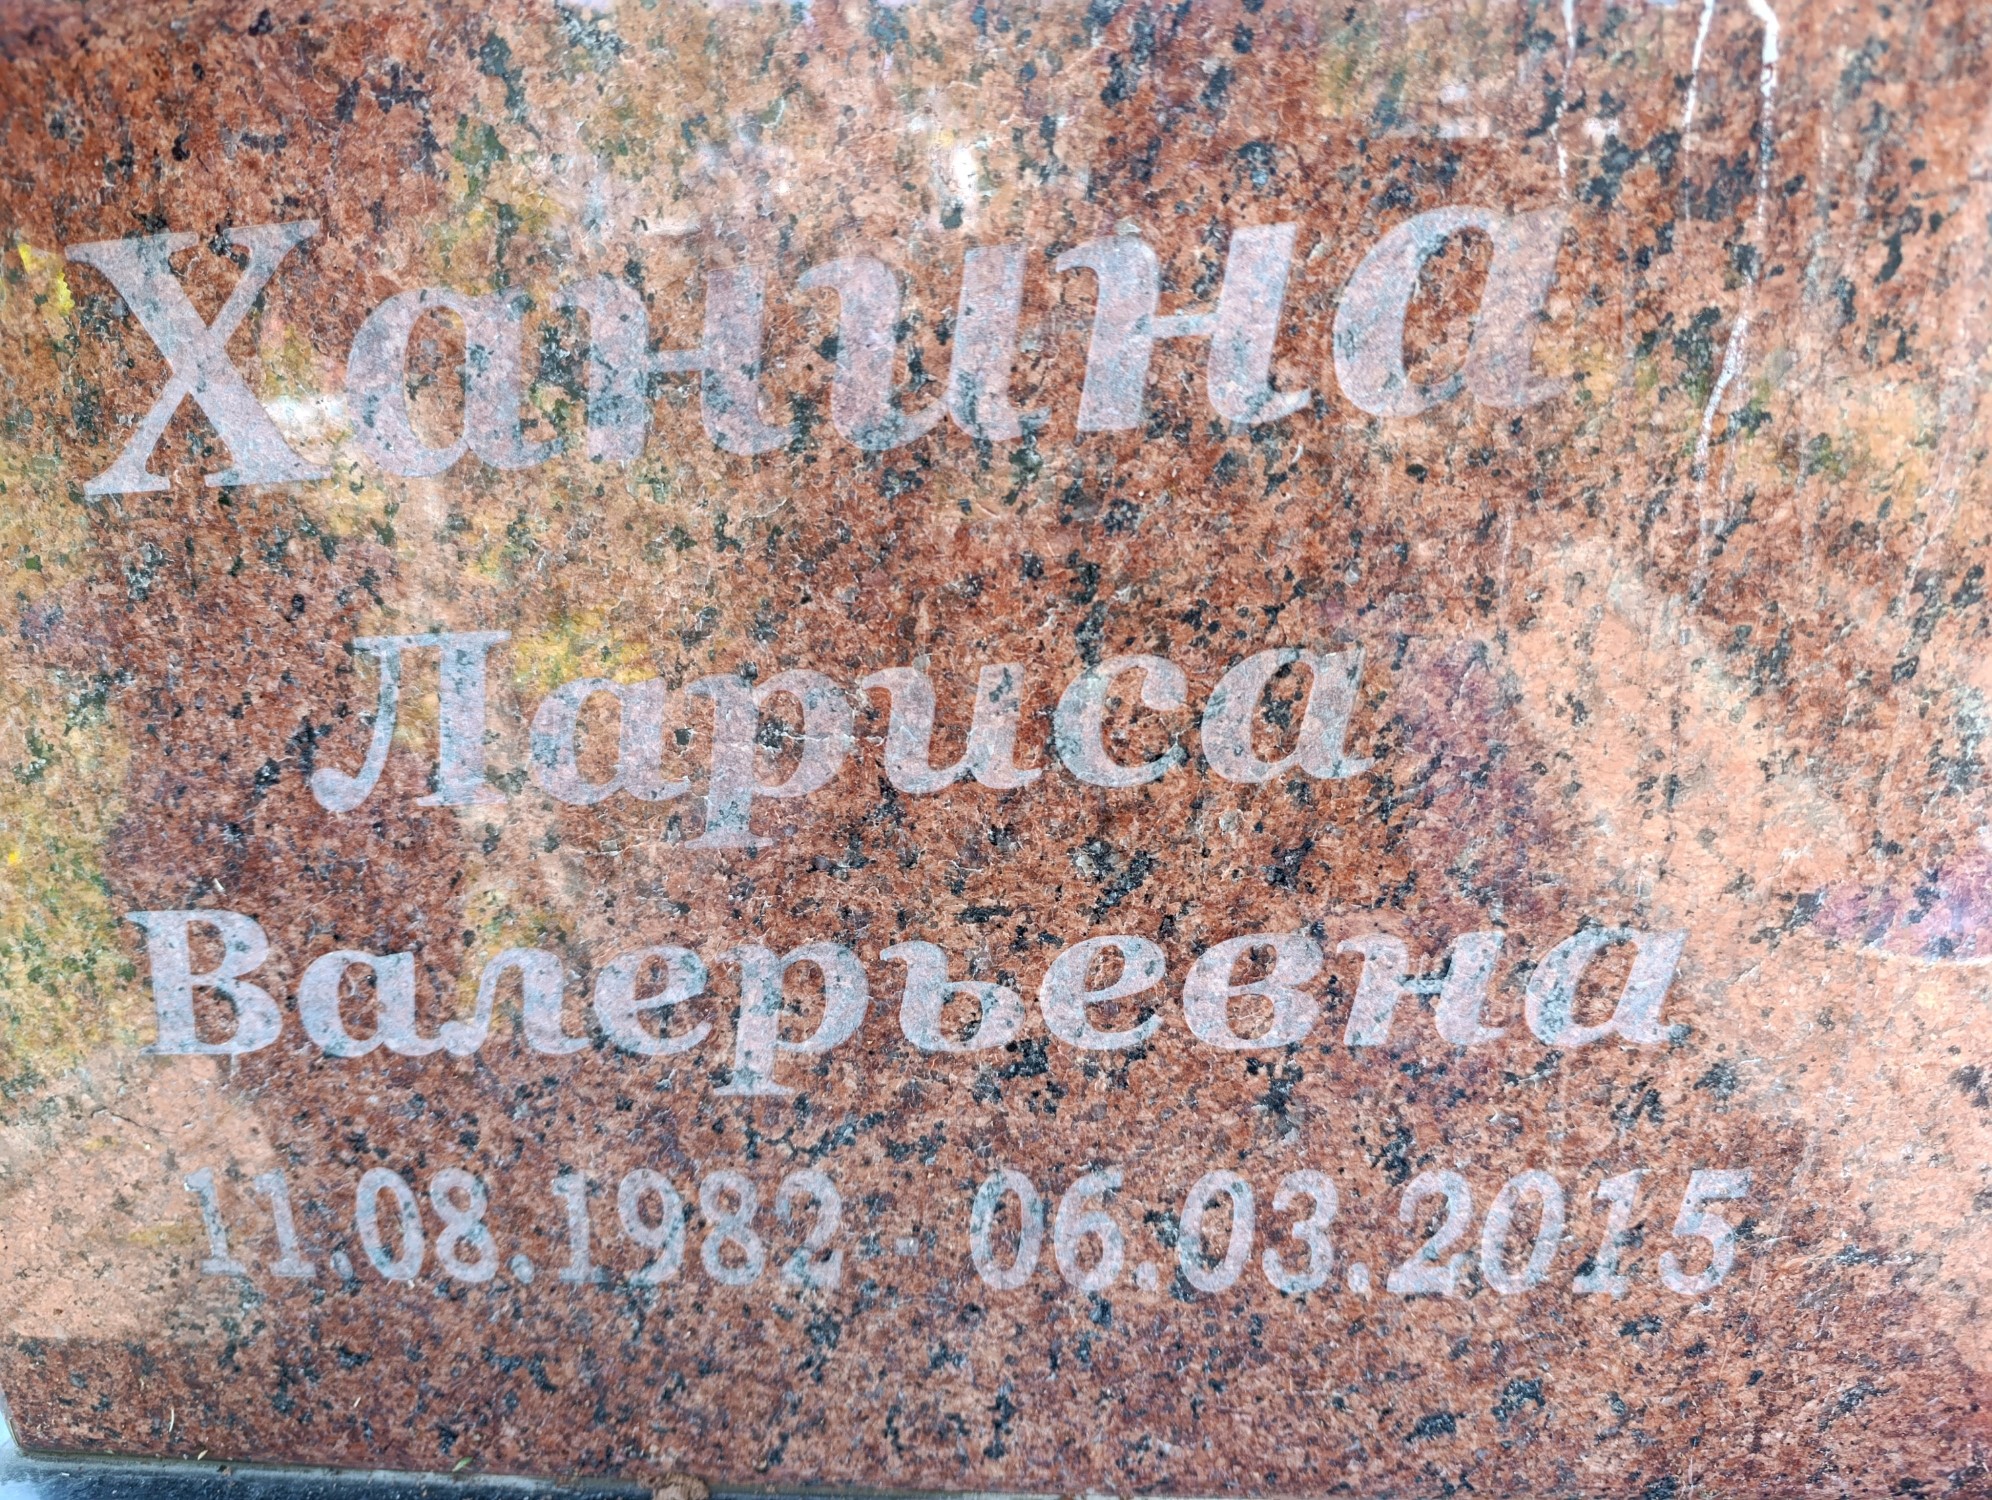 Ханина
Лариса
Валерьевна
11.08.1982 - 06.03.2015